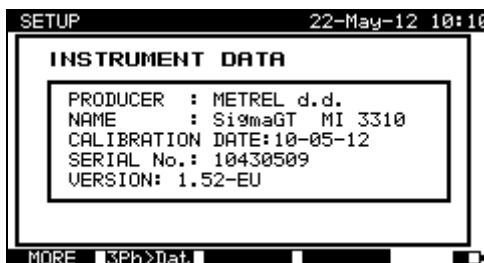 SETUP 22-May-12 10:10
INSTRUMENT DATA
PRODUCER : METREL d.d.
NAME : SigmaGT MI 3310
CALIBRATION DATE:10-05-12
SERIAL No.: 10430509
VERSION: 1.52-EU
MORE 3Ph>Dat